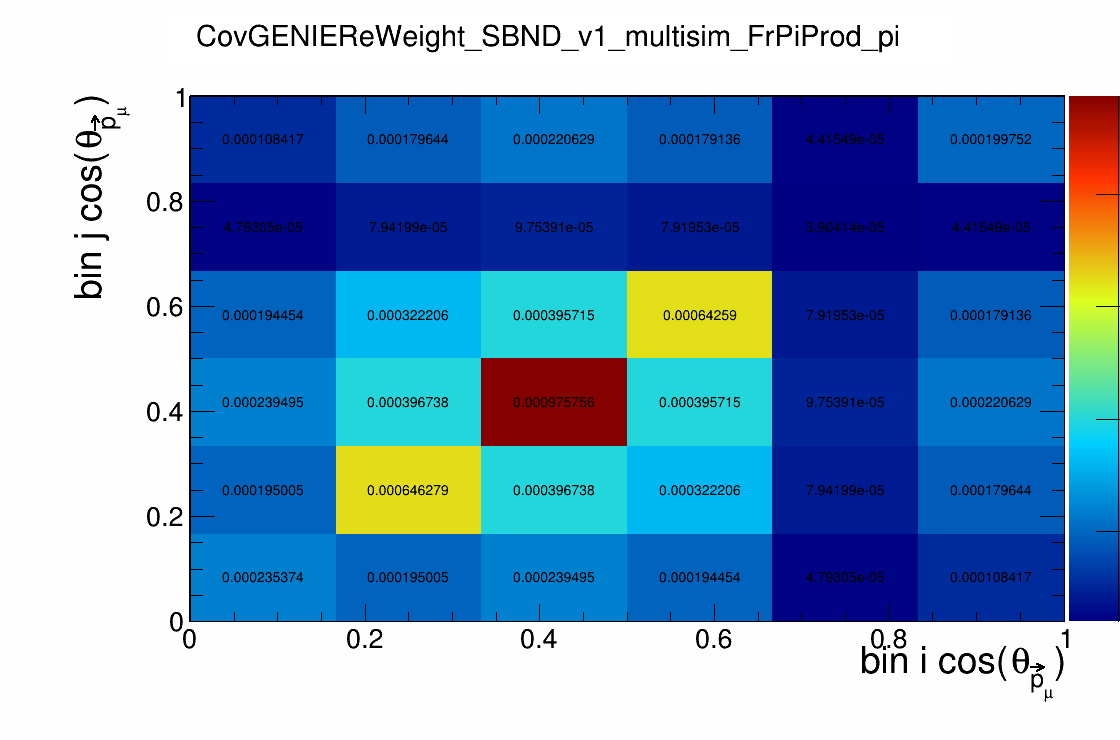 CovGENIEReWeight_SBND_v1_multisim_FrPiProd_pi
bin j cos(θp⃗μ)
1
0.000108417 0.000179644 0.000220629 0.000179136 4.41549e-05 0.000199752
0.8
4.79305e-05 7.94199e-05 9.75391e-05 7.91953e-05 3.90414e-05 4.41549e-05
0.6
0.000194454 0.000322206 0.000395715 0.00064259 7.91953e-05 0.000179136
0.4
0.000239495 0.000396738 0.000975756 0.000395715 9.75391e-05 0.000220629
0.2
0.000195005 0.000646279 0.000396738 0.000322206 7.94199e-05 0.000179644
0.000235374 0.000195005 0.000239495 0.000194454 4.79305e-05 0.000108417
0
0 0.2 0.4 0.6 0.8 1
bin i cos(θp⃗μ)